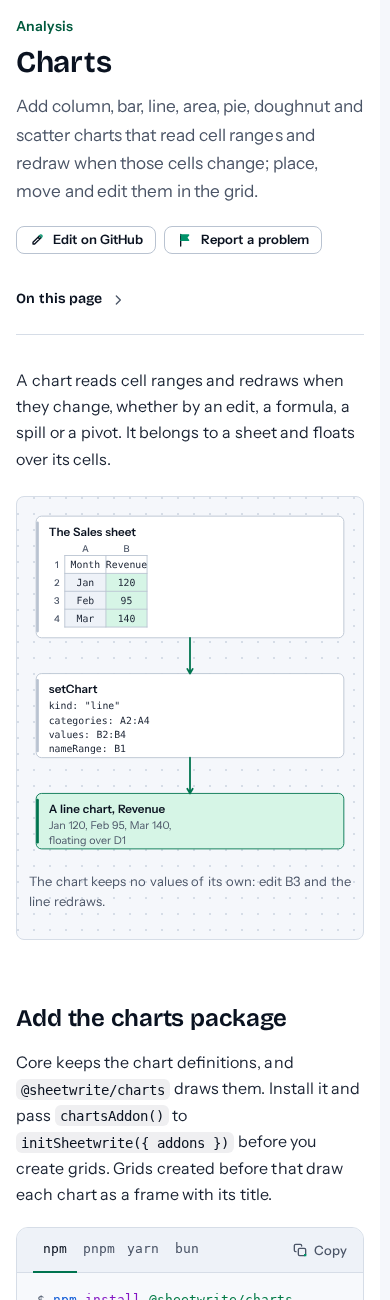 Analysis
Charts
Add column, bar, line, area, pie, doughnut and
scatter charts that read cell ranges and
redraw when those cells change; place,
move and edit them in the grid.
Edit on GitHub
Report a problem
On this page
A chart reads cell ranges and redraws when
they change, whether by an edit, a formula, a
spill or a pivot. It belongs to a sheet and floats
over its cells.
The Sales sheet
A B
1 Month Revenue
2 Jan 120
3 Feb 95
4 Mar 140
setChart
kind: "line"
categories: A2:A4
values: B2:B4
nameRange: B1
A line chart, Revenue
Jan 120, Feb 95, Mar 140,
floating over D1
The chart keeps no values of its own: edit B3 and the
line redraws.
Add the charts package
Core keeps the chart definitions, and
@sheetwrite/charts draws them. Install it and
pass chartsAddon() to
initSheetwrite({ addons }) before you
create grids. Grids created before that draw
each chart as a frame with its title.
npm pnpm yarn bun Copy
$ npm install @sheetwrite/charts